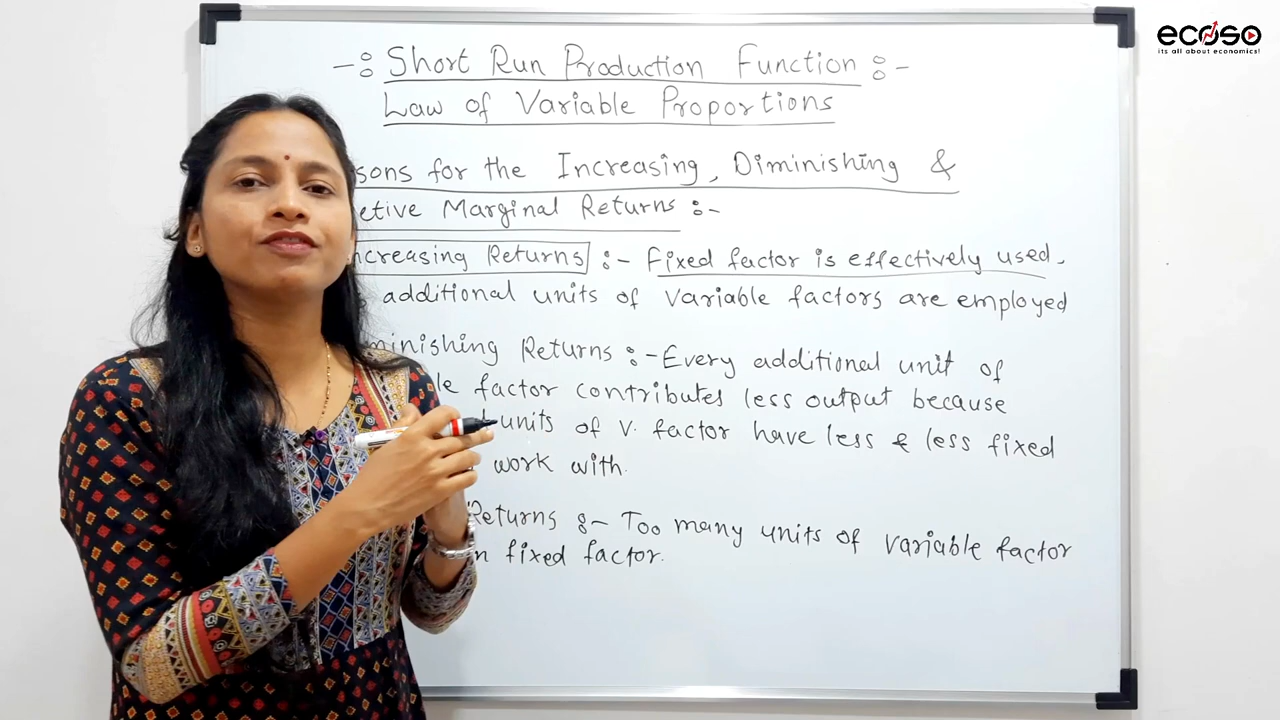 ecoso
its all about economics!
-: Short Run Production Function :-
Law of Variable Proportions
sons for the Increasing, Diminishing &
etive Marginal Returns :-
ncreasing Returns :- Fixed factor is effectively used.
additional units of variable factors are employed
minishing Returns :- Every additional unit of
le factor contributes less output because
units of V. factor have less & less fixed
work with.
Returns :- Too many units of variable factor
n fixed factor.